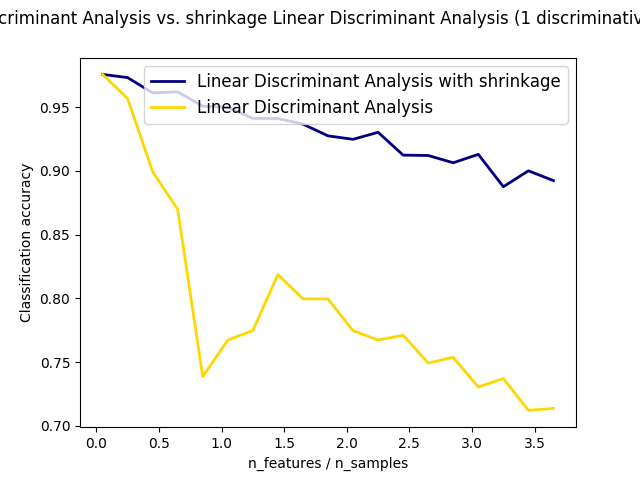 criminant Analysis vs. shrinkage Linear Discriminant Analysis (1 discriminativ
Linear Discriminant Analysis with shrinkage
Linear Discriminant Analysis
Classification accuracy
0.95
0.90
0.85
0.80
0.75
0.70
0.0 0.5 1.0 1.5 2.0 2.5 3.0 3.5
n_features / n_samples